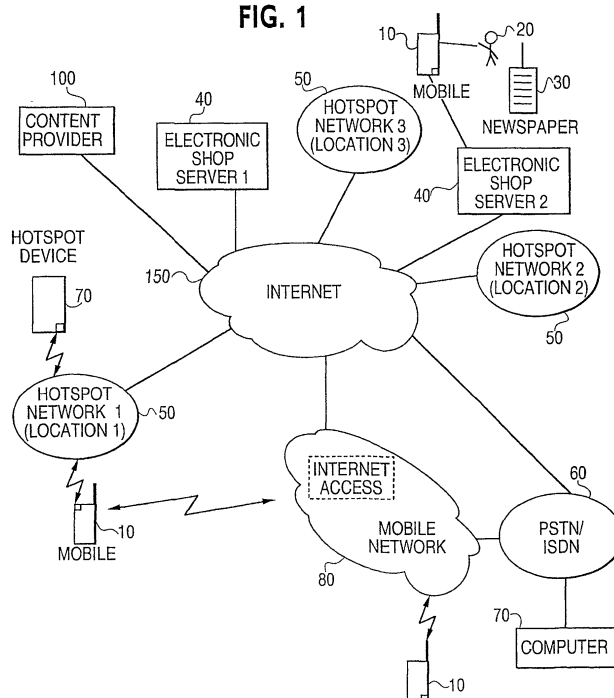 FIG. 1
100
CONTENT
PROVIDER
40
ELECTRONIC
SHOP
SERVER 1
50
HOTSPOT
NETWORK 3
(LOCATION 3)
10
MOBILE
20
30
NEWSPAPER
40
ELECTRONIC
SHOP
SERVER 2
HOTSPOT
DEVICE
70
150
INTERNET
HOTSPOT
NETWORK 2
(LOCATION 2)
50
HOTSPOT
NETWORK 1
(LOCATION 1)
50
10
MOBILE
INTERNET
ACCESS
MOBILE
NETWORK
80
60
PSTN/
ISDN
70
COMPUTER
10